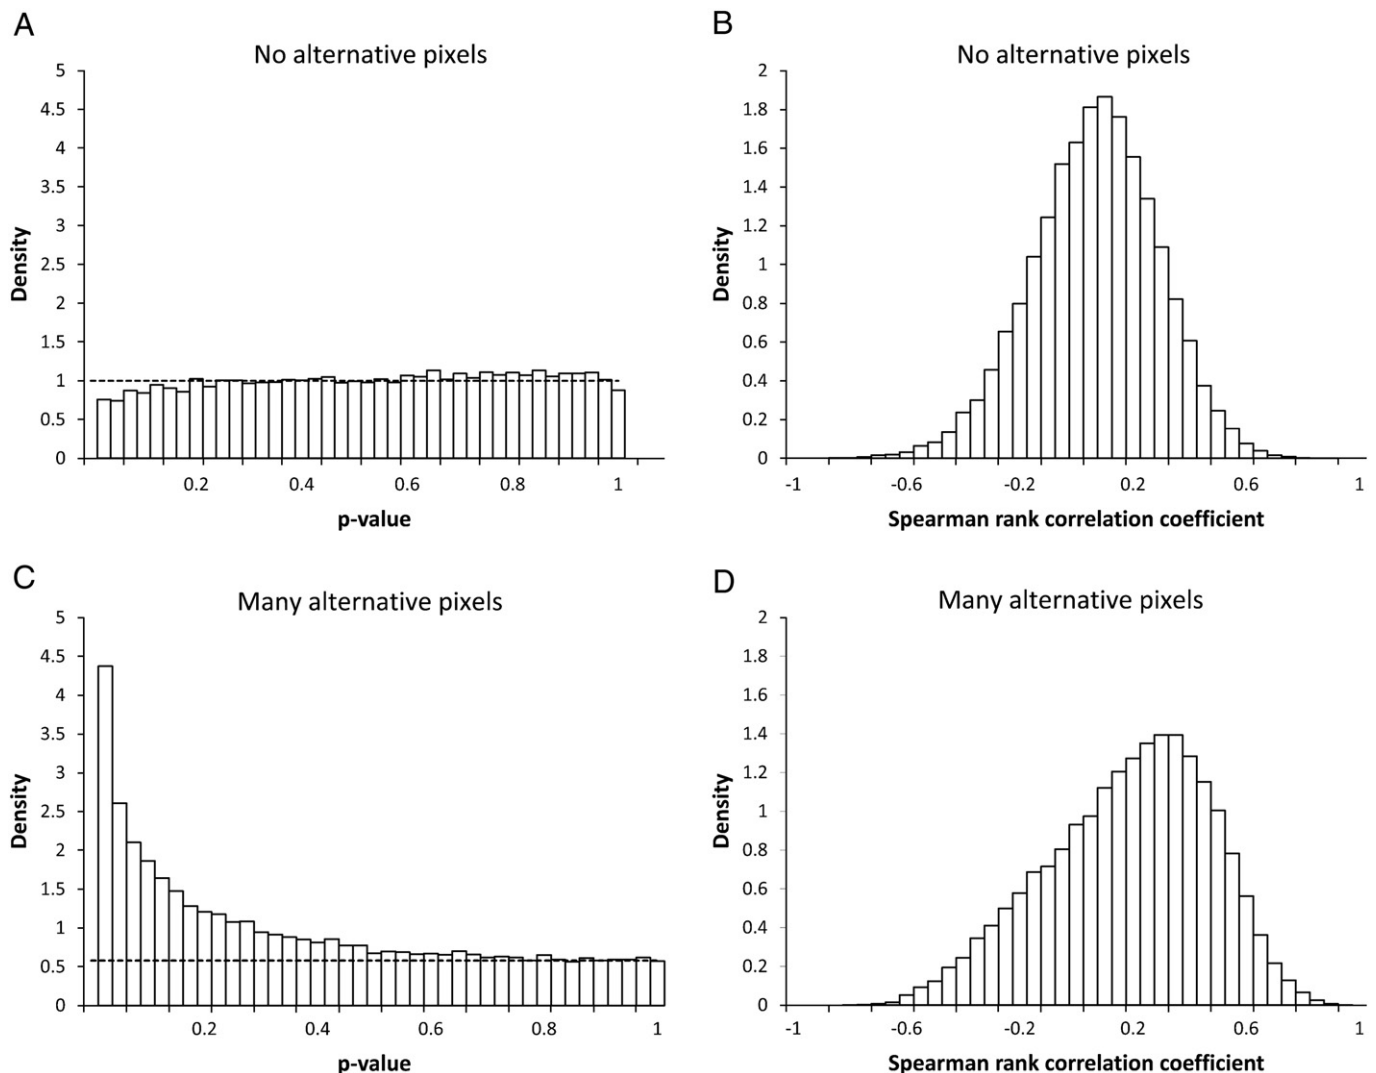 A
No alternative pixels
5
4.5
4
3.5
3
2.5
2
1.5
1
0.5
0
Density
0.2 0.4 0.6 0.8 1
p-value
B
No alternative pixels
2
1.8
1.6
1.4
1.2
1
0.8
0.6
0.4
0.2
0
Density
-1 -0.6 -0.2 0.2 0.6 1
Spearman rank correlation coefficient
C
Many alternative pixels
5
4.5
4
3.5
3
2.5
2
1.5
1
0.5
0
Density
0.2 0.4 0.6 0.8 1
p-value
D
Many alternative pixels
2
1.8
1.6
1.4
1.2
1
0.8
0.6
0.4
0.2
0
Density
-1 -0.6 -0.2 0.2 0.6 1
Spearman rank correlation coefficient